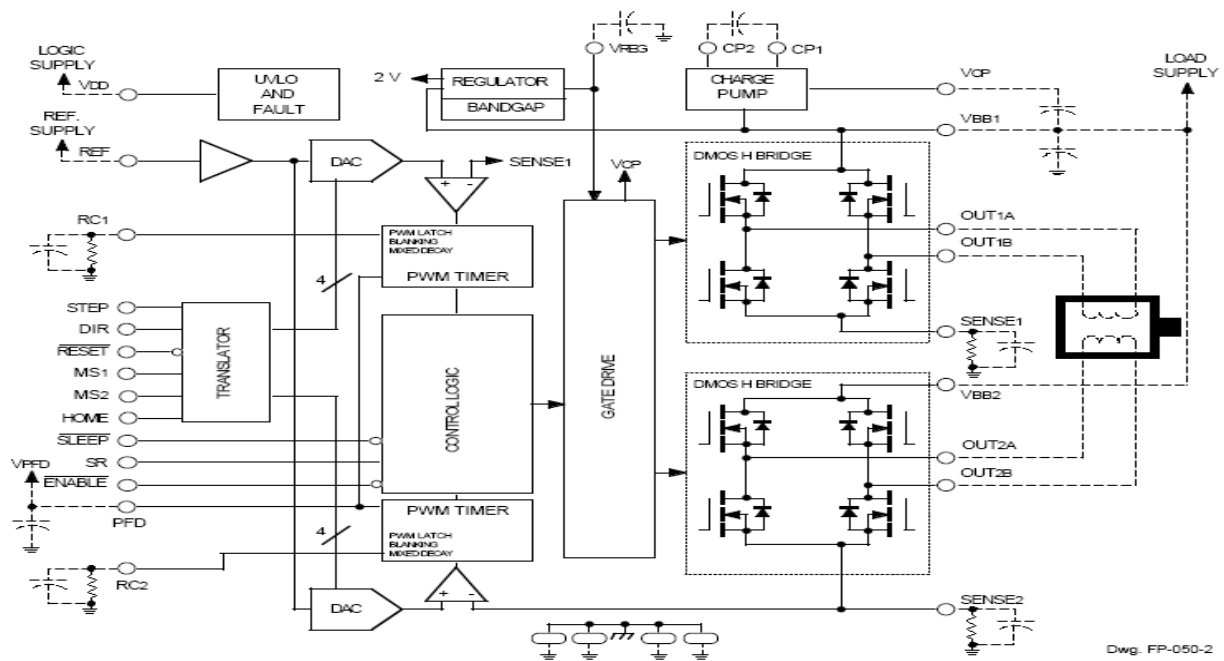 LOGIC
SUPPLY
VDD
UVLO
AND
FAULT
2 V
REGULATOR
BANDGAP
VREG
CP2
CP1
CHARGE
PUMP
VCP
LOAD
SUPPLY
VBB1
REF.
SUPPLY
REF
DAC
+ -
SENSE1
VCP
DMOS H BRIDGE
RC1
PWM LATCH
BLANKING
MIXED DECAY
PWM TIMER
4
OUT1A
OUT1B
SENSE1
STEP
DIR
RESET
MS1
MS2
HOME
SLEEP
SR
ENABLE
VPFD
PFD
TRANSLATOR
CONTROL LOGIC
GATE DRIVE
DMOS H BRIDGE
VBB2
OUT2A
OUT2B
4
PWM TIMER
PWM LATCH
BLANKING
MIXED DECAY
RC2
DAC
+ -
SENSE2
Dwg. FP-050-2